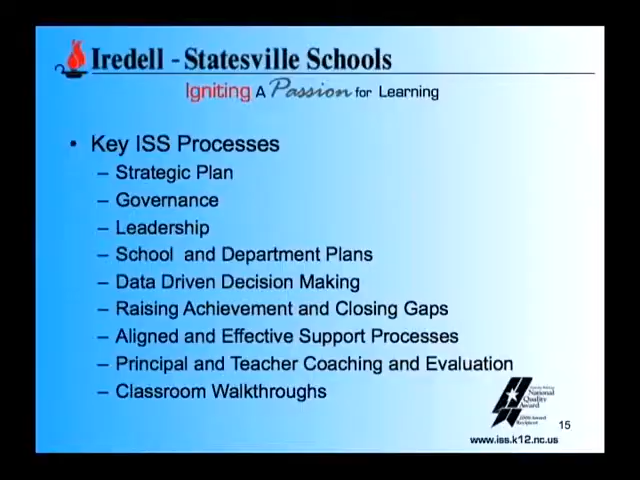 Iredell - Statesville Schools
Igniting A Passion for Learning
• Key ISS Processes
– Strategic Plan
– Governance
– Leadership
– School and Department Plans
– Data Driven Decision Making
– Raising Achievement and Closing Gaps
– Aligned and Effective Support Processes
– Principal and Teacher Coaching and Evaluation
– Classroom Walkthroughs
National
Quality
Award
Recipient
15
www.iss.k12.nc.us